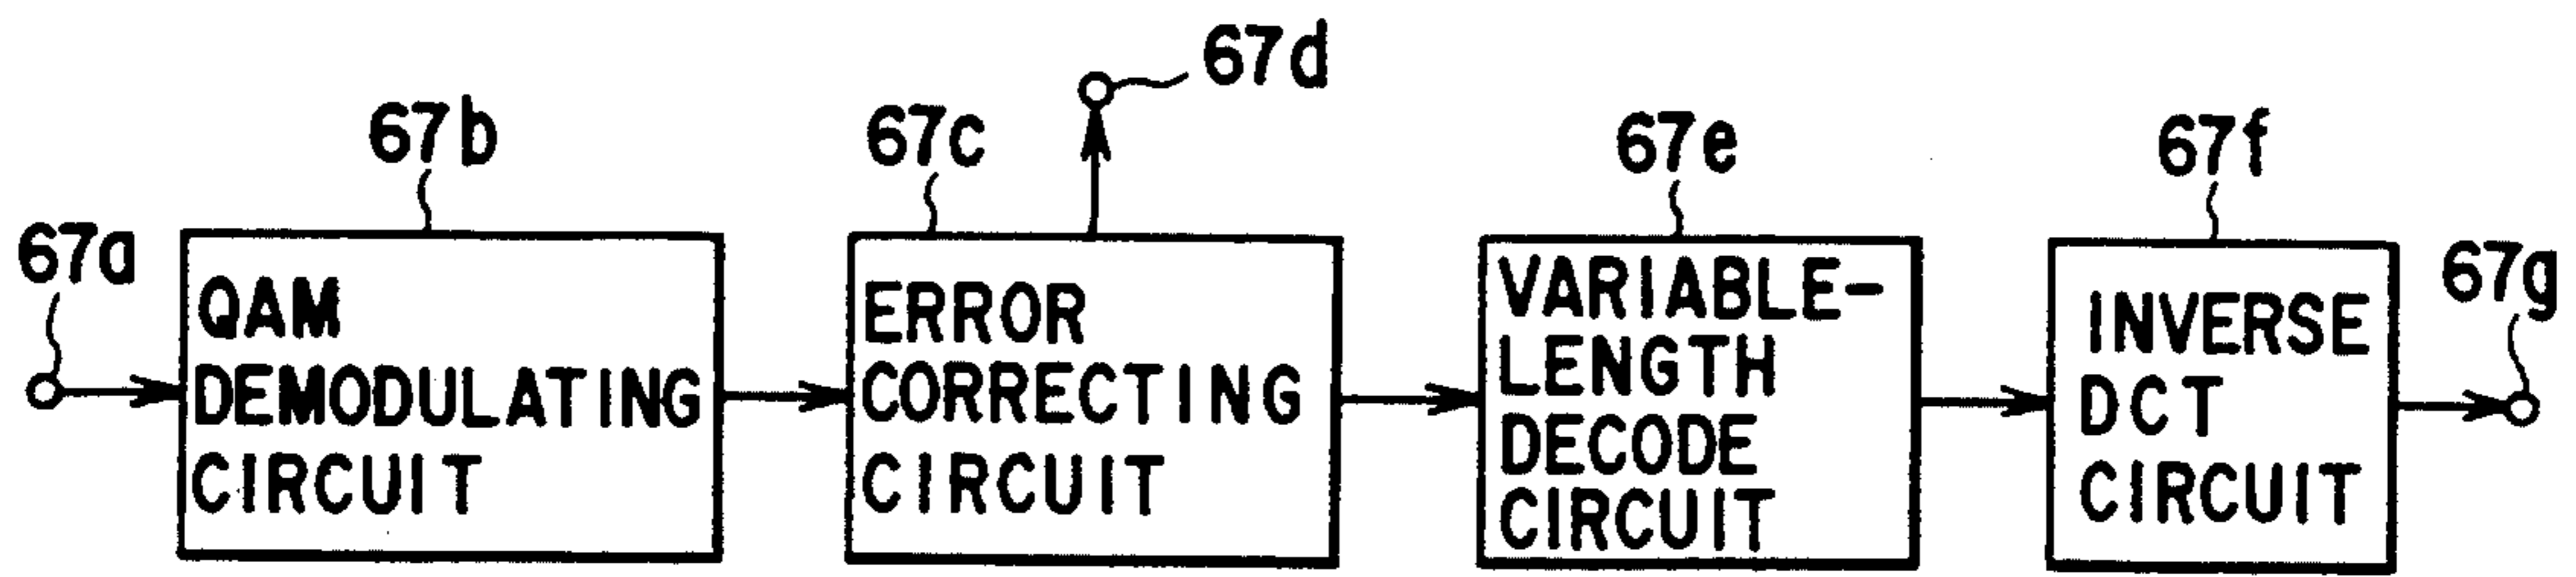 67a
67b
67c
67d
67e
67f
67g
QAM
DEMODULATING
CIRCUIT
ERROR
CORRECTING
CIRCUIT
VARIABLE-
LENGTH
DECODE
CIRCUIT
INVERSE
DCT
CIRCUIT